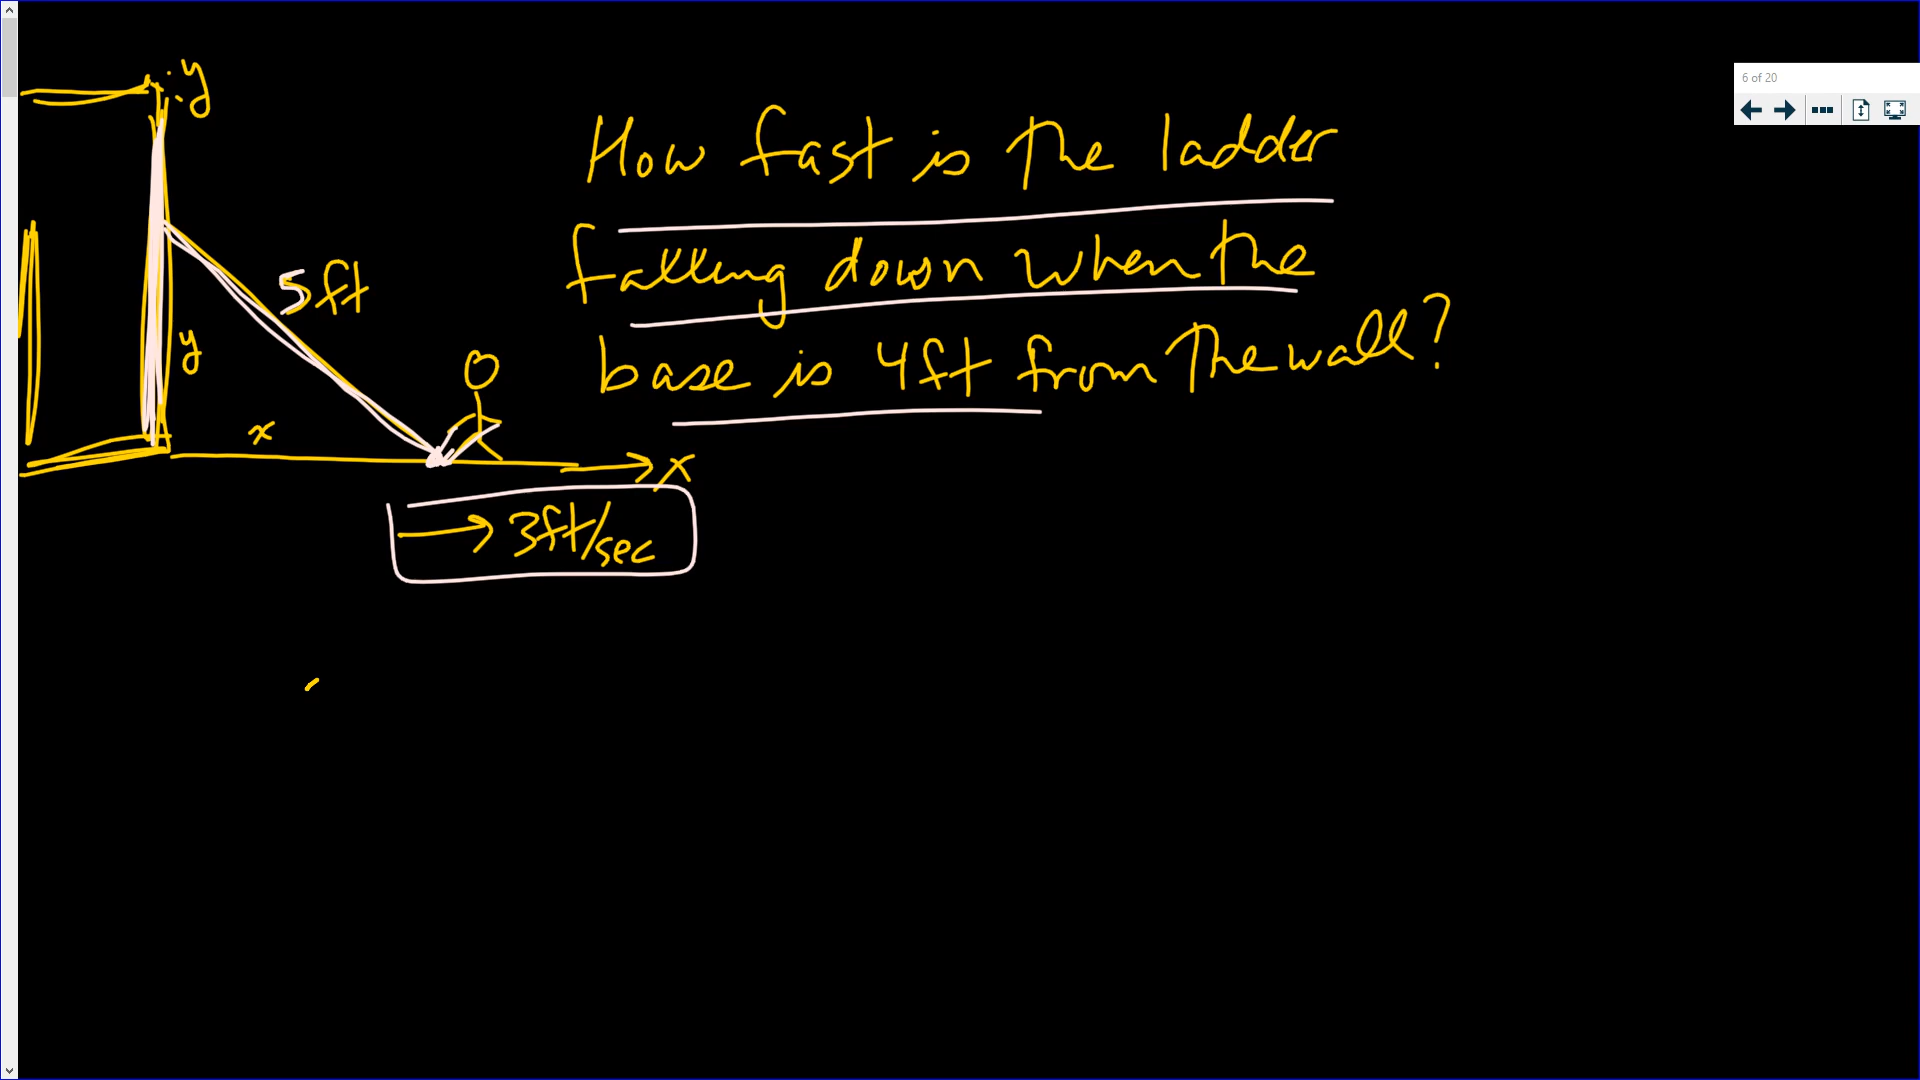 y
How fast is the ladder
falling down when the
base is 4ft from the wall?
5ft
y
x
x
→ 3ft/sec
6 of 20